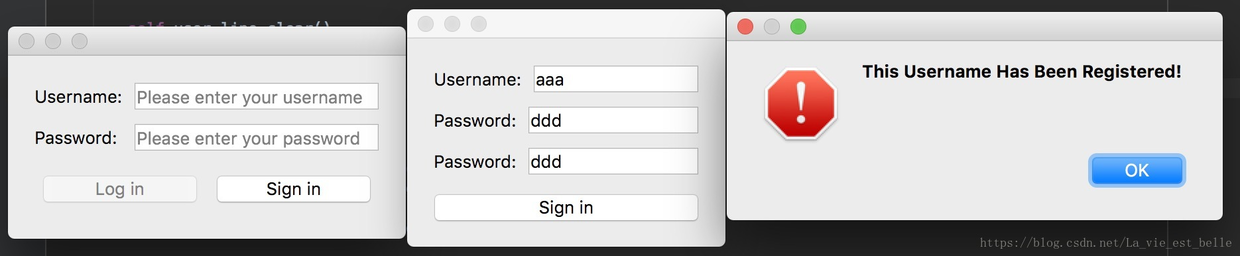 self.user_line.clear()
Username: Please enter your username
Password: Please enter your password
Log in Sign in
Username: aaa
Password: ddd
Password: ddd
Sign in
This Username Has Been Registered!
OK
https://blog.csdn.net/La_vie_est_belle